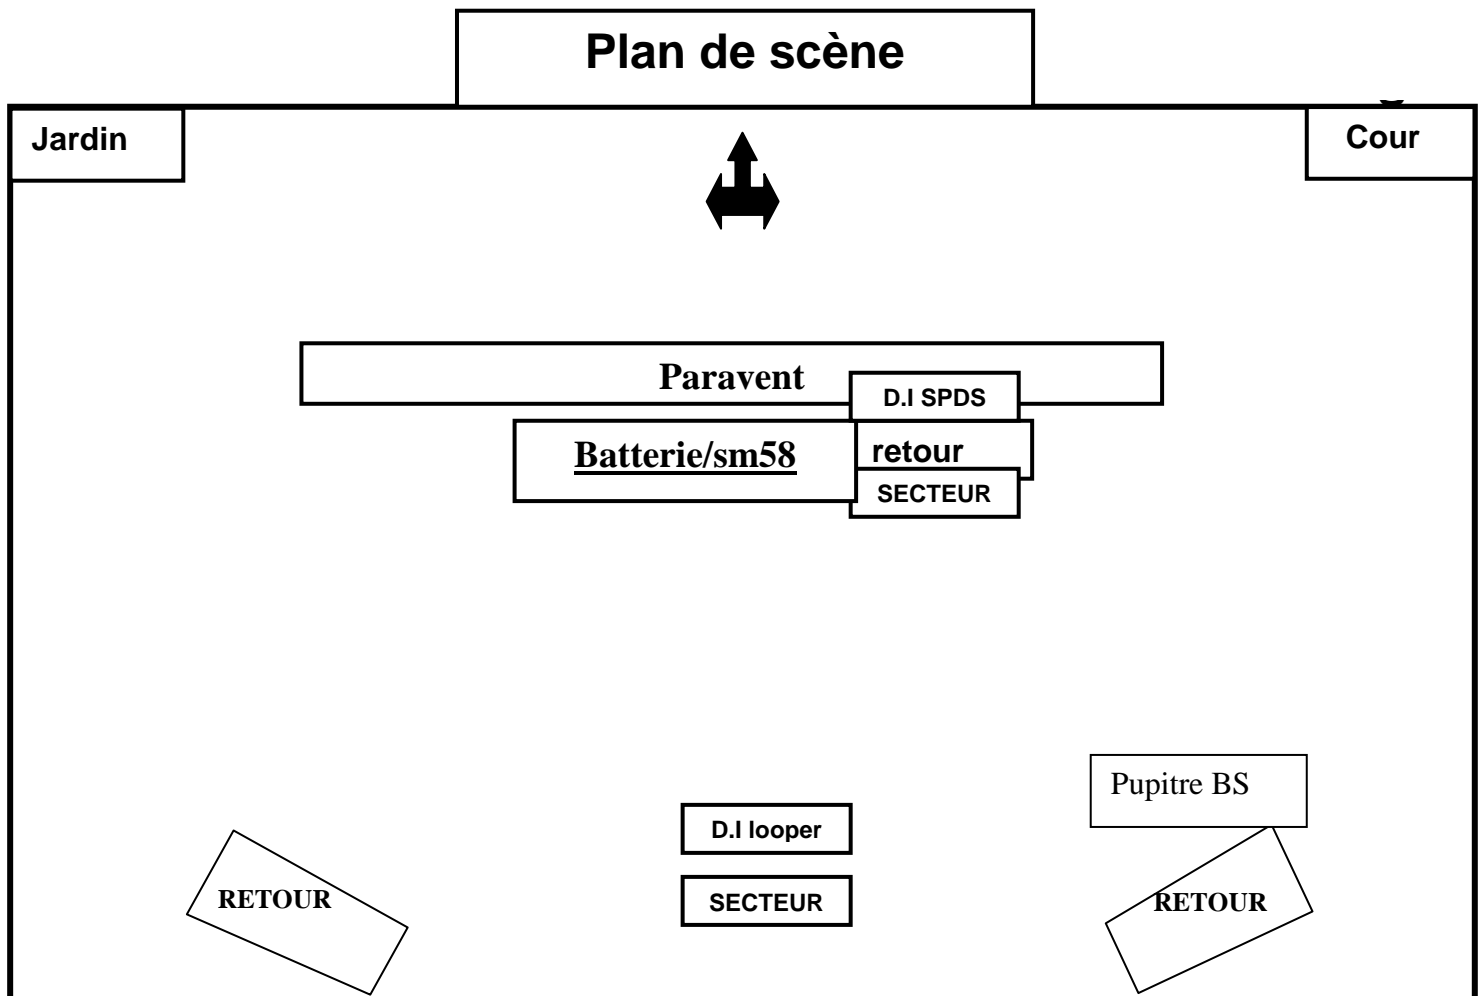 Plan de scène
Jardin
Cour
Paravent
D.I SPDS
Batterie/sm58
retour
SECTEUR
Pupitre BS
D.I looper
RETOUR
SECTEUR
RETOUR